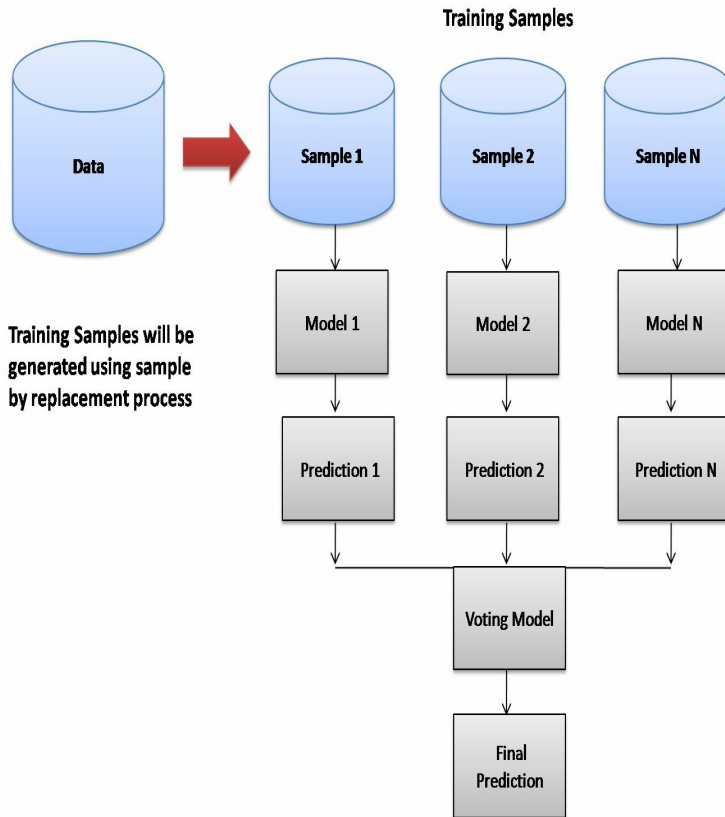 Training Samples
Data
Sample 1
Sample 2
Sample N
Training Samples will be
generated using sample
by replacement process
Model 1
Model 2
Model N
Prediction 1
Prediction 2
Prediction N
Voting Model
Final
Prediction